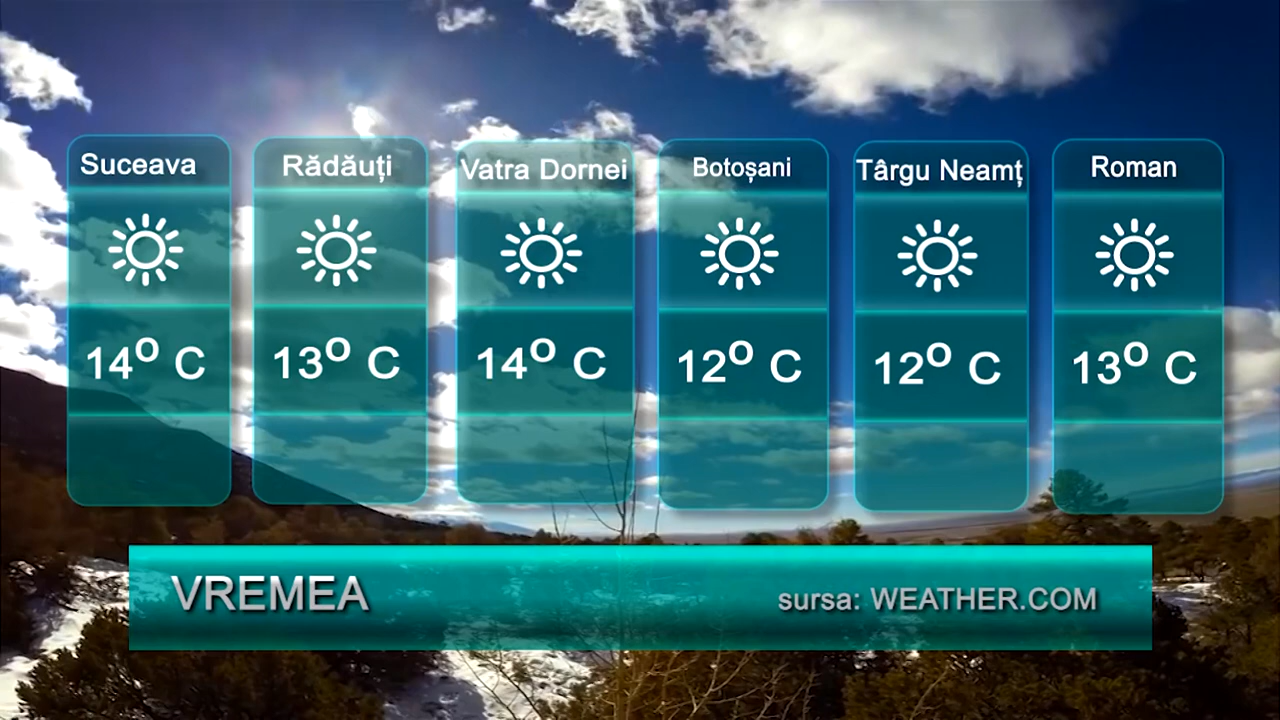 Suceava
14º C
Rădăuți
13º C
Vatra Dornei
14º C
Botoșani
12º C
Târgu Neamț
12º C
Roman
13º C
VREMEA
sursa: WEATHER.COM